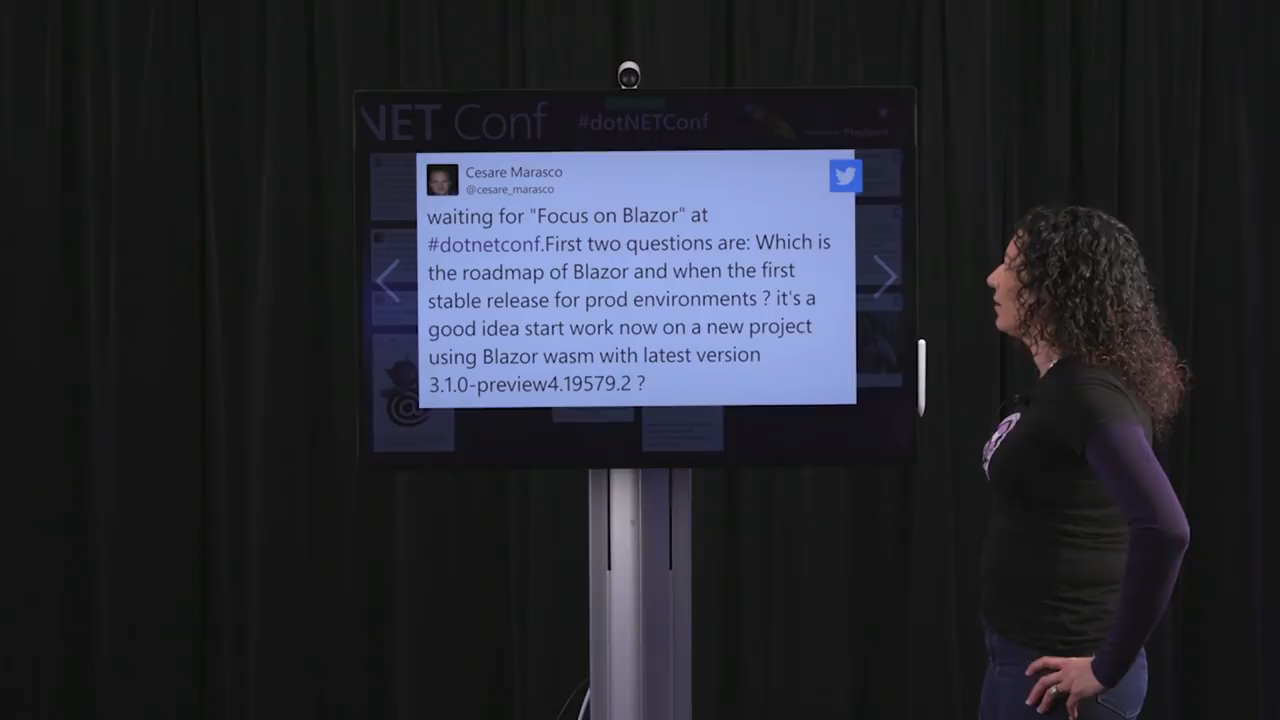 NET Conf #dotNETConf
Cesare Marasco
@cesare_marasco
waiting for "Focus on Blazor" at
#dotnetconf.First two questions are: Which is
the roadmap of Blazor and when the first
stable release for prod environments ? it's a
good idea start work now on a new project
using Blazor wasm with latest version
3.1.0-preview4.19579.2 ?